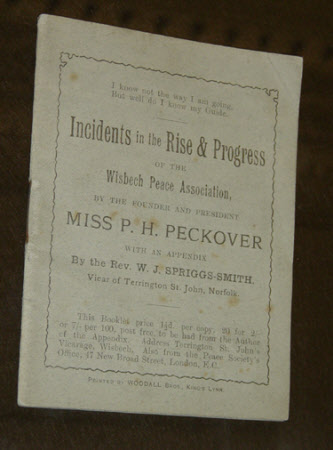 I know not the way I am going,
But well do I know my Guide.
Incidents in the Rise & Progress
OF THE
Wisbech Peace Association,
BY THE FOUNDER AND PRESIDENT
MISS P. H. PECKOVER
WITH AN APPENDIX
By the Rev. W. J. SPRIGGS-SMITH,
Vicar of Terrington St. John, Norfolk.
This Booklet price 1½d. per copy. 20 for 2/-
or 7/- per 100, post free, to be had from the Author
of the Appendix. Address Terrington, St. John's
Vicarage, Wisbech. Also from the Peace Society's
Office, 47 New Broad Street, London, E.C.
PRINTED BY WOODALL BROS., KINGS LYNN.